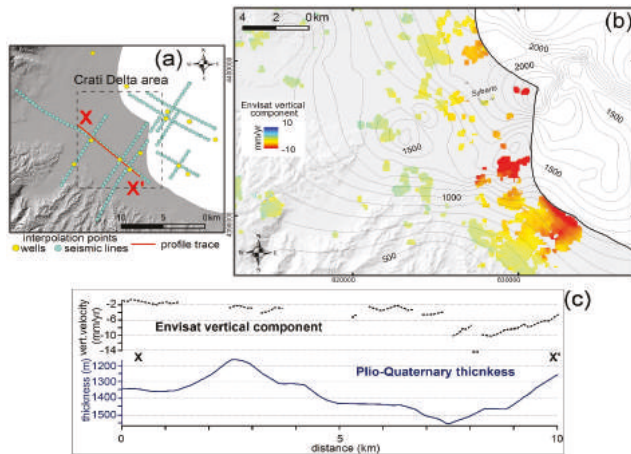 (a)
Crati Delta area
X
X'
10 0km
interpolation points
wells
seismic lines
profile trace
4 2 0km
(b)
Envisat vertical
component
mm/yr
10
-10
Sybaris
2000
2000
1500
1500
1500
1000
500
4400000
(c)
vert.velocity
(mm/yr)
-2
-6
-10
-14
Envisat vertical component
X
X'
Plio-Quaternary thicnkess
thickness (m)
1200
1300
1400
1500
0
5
10
distance (km)